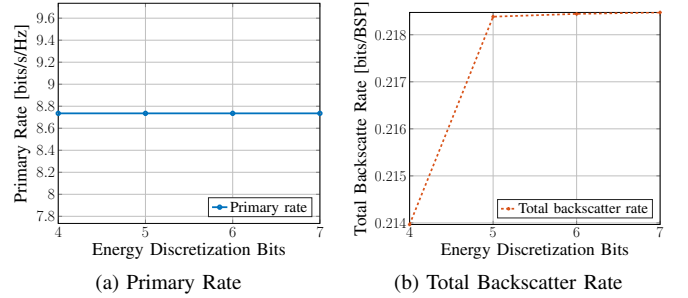 9.6
9.4
9.2
9
8.8
8.6
8.4
8.2
8
7.8
Primary Rate [bits/s/Hz]
Primary rate
4 5 6 7
Energy Discretization Bits
(a) Primary Rate
0.218
0.217
0.216
0.215
0.214
Total Backscatte Rate [bits/BSP]
Total backscatter rate
4 5 6 7
Energy Discretization Bits
(b) Total Backscatter Rate